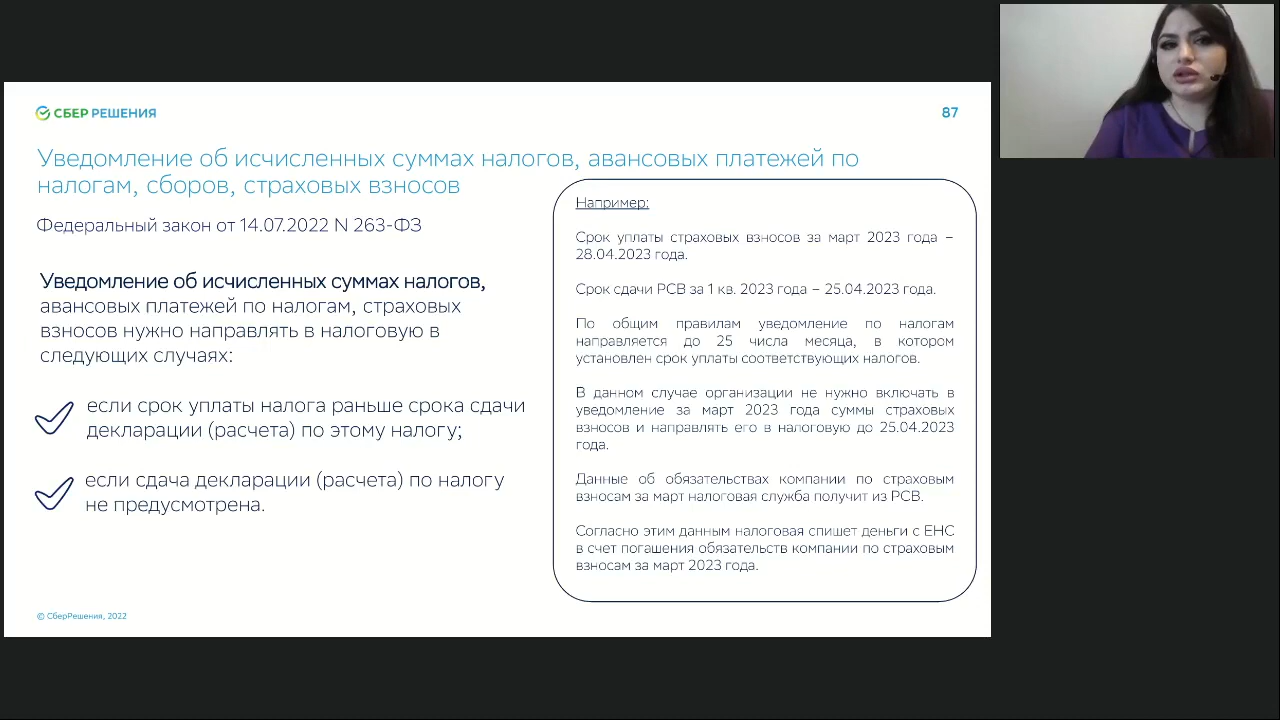 СБЕР РЕШЕНИЯ
87
Уведомление об исчисленных суммах налогов, авансовых платежей по
налогам, сборов, страховых взносов
Федеральный закон от 14.07.2022 N 263-ФЗ
Уведомление об исчисленных суммах налогов,
авансовых платежей по налогам, страховых
взносов нужно направлять в налоговую в
следующих случаях:
если срок уплаты налога раньше срока сдачи
декларации (расчета) по этому налогу;
если сдача декларации (расчета) по налогу
не предусмотрена.
Например:
Срок уплаты страховых взносов за март 2023 года –
28.04.2023 года.
Срок сдачи РСВ за 1 кв. 2023 года – 25.04.2023 года.
По общим правилам уведомление по налогам
направляется до 25 числа месяца, в котором
установлен срок уплаты соответствующих налогов.
В данном случае организации не нужно включать в
уведомление за март 2023 года суммы страховых
взносов и направлять его в налоговую до 25.04.2023
года.
Данные об обязательствах компании по страховым
взносам за март налоговая служба получит из РСВ.
Согласно этим данным налоговая спишет деньги с ЕНС
в счет погашения обязательств компании по страховым
взносам за март 2023 года.
© СберРешения, 2022